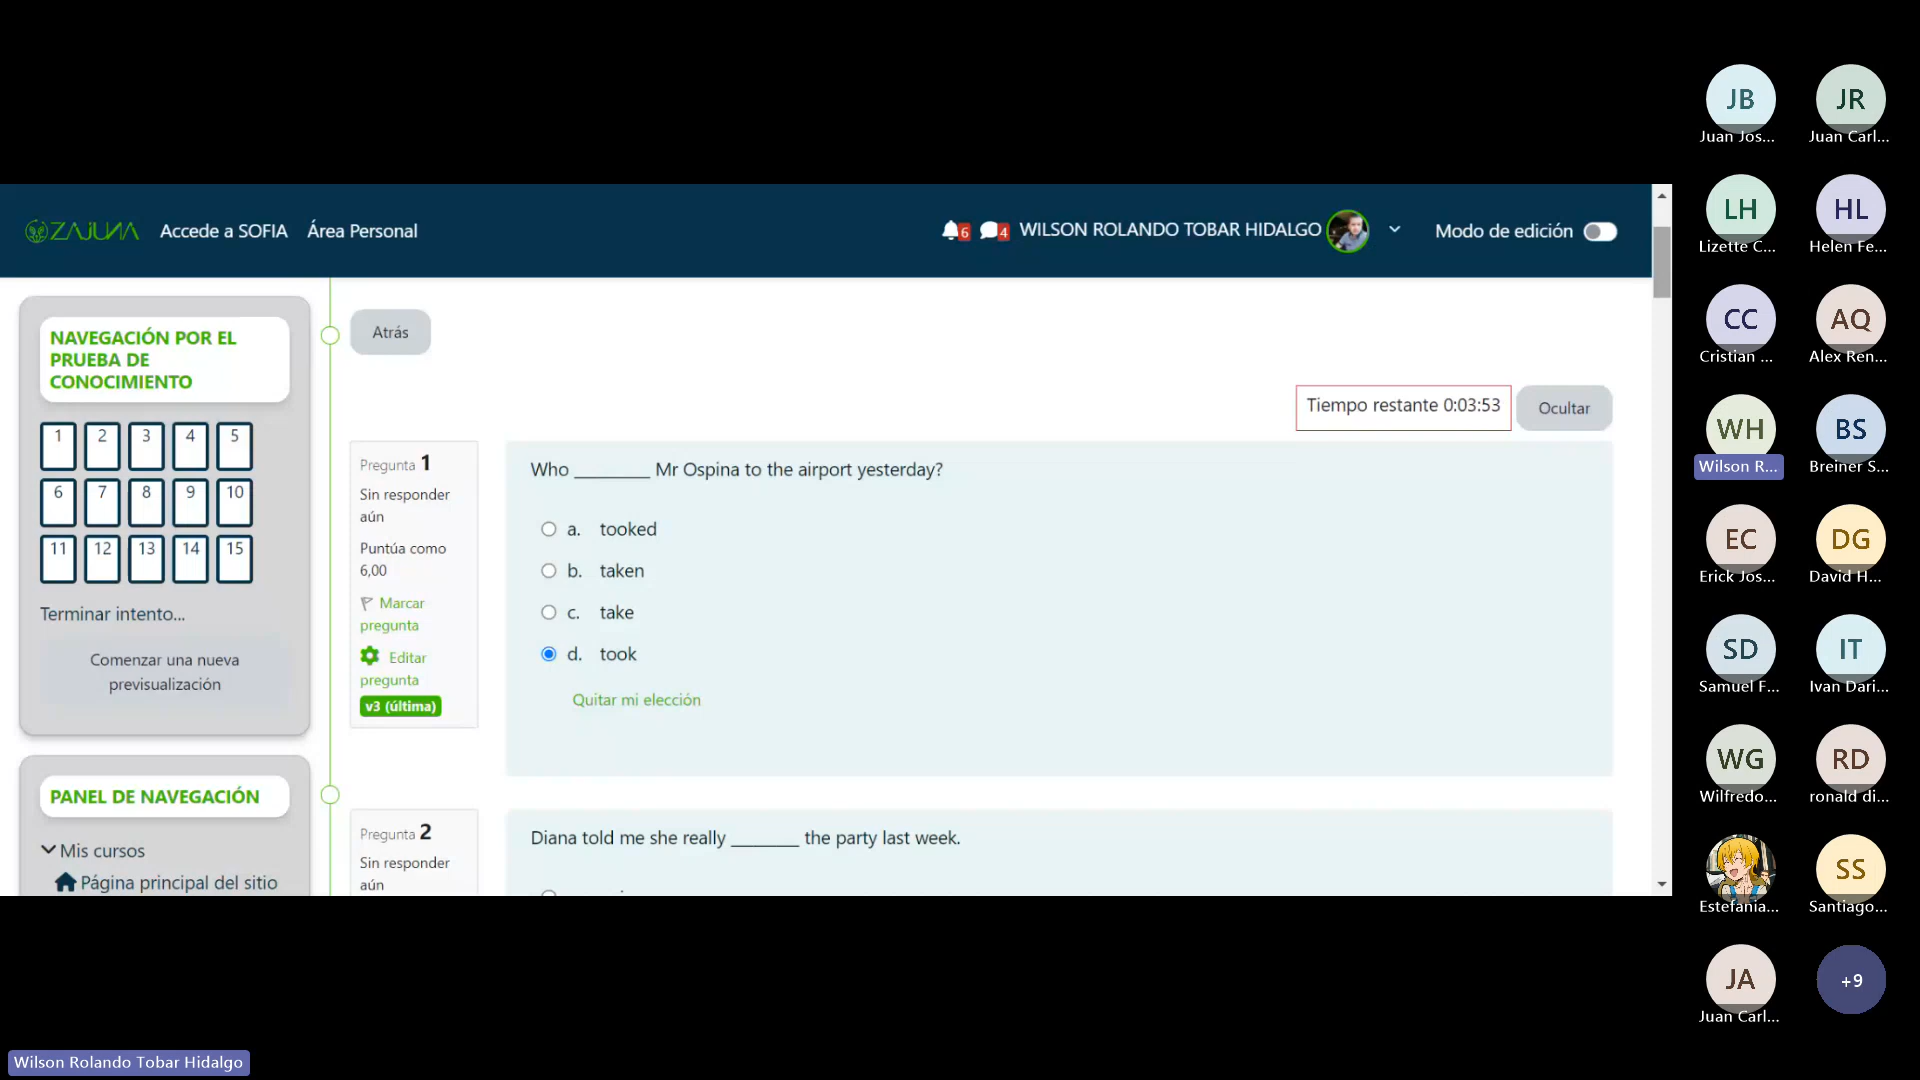 ZAJUNA Accede a SOFIA Área Personal 6 4 WILSON ROLANDO TOBAR HIDALGO Modo de edición
NAVEGACIÓN POR EL
PRUEBA DE
CONOCIMIENTO
1 2 3 4 5
6 7 8 9 10
11 12 13 14 15
Terminar intento...
Comenzar una nueva
previsualización
PANEL DE NAVEGACIÓN
Mis cursos
Página principal del sitio
Atrás
Tiempo restante 0:03:53 Ocultar
Pregunta 1
Sin responder
aún
Puntúa como
6,00
Marcar
pregunta
Editar
pregunta
v3 (última)
Who ________ Mr Ospina to the airport yesterday?
a. tooked
b. taken
c. take
d. took
Quitar mi elección
Pregunta 2
Sin responder
aún
Diana told me she really _______ the party last week.
JB JR
Juan Jos... Juan Carl...
LH HL
Lizette C... Helen Fe...
CC AQ
Cristian ... Alex Ren...
WH BS
Wilson R... Breiner S...
EC DG
Erick Jos... David H...
SD IT
Samuel F... Ivan Dari...
WG RD
Wilfredo... ronald di...
SS
Estefania... Santiago...
JA +9
Juan Carl...
Wilson Rolando Tobar Hidalgo